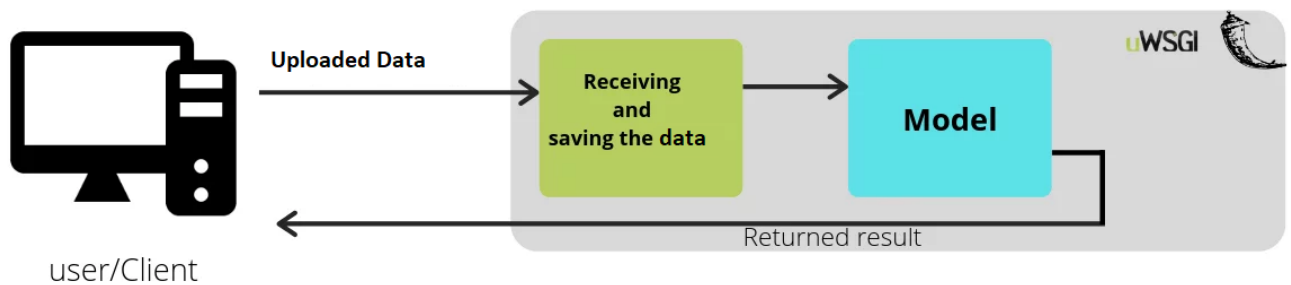 Uploaded Data
Receiving
and
saving the data
Model
uWSGI
Returned result
user/Client